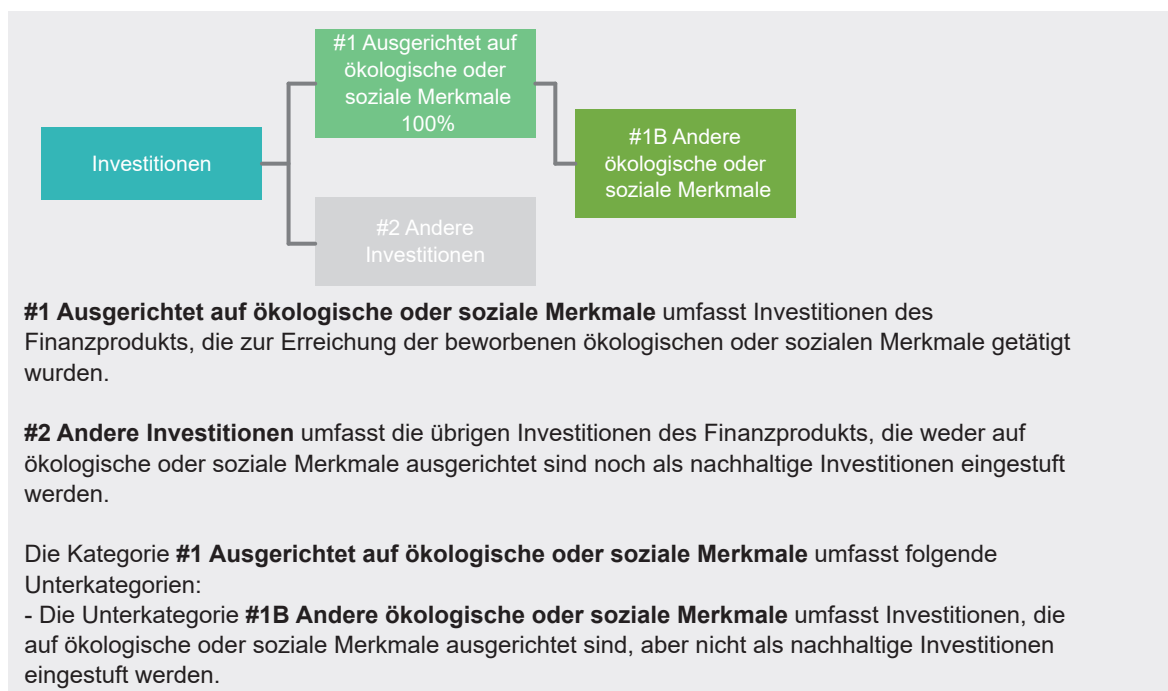 #1 Ausgerichtet auf
ökologische oder
soziale Merkmale
100%
Investitionen
#1B Andere
ökologische oder
soziale Merkmale
#2 Andere
Investitionen
#1 Ausgerichtet auf ökologische oder soziale Merkmale umfasst Investitionen des
Finanzprodukts, die zur Erreichung der beworbenen ökologischen oder sozialen Merkmale getätigt
wurden.
#2 Andere Investitionen umfasst die übrigen Investitionen des Finanzprodukts, die weder auf
ökologische oder soziale Merkmale ausgerichtet sind noch als nachhaltige Investitionen eingestuft
werden.
Die Kategorie #1 Ausgerichtet auf ökologische oder soziale Merkmale umfasst folgende
Unterkategorien:
- Die Unterkategorie #1B Andere ökologische oder soziale Merkmale umfasst Investitionen, die
auf ökologische oder soziale Merkmale ausgerichtet sind, aber nicht als nachhaltige Investitionen
eingestuft werden.